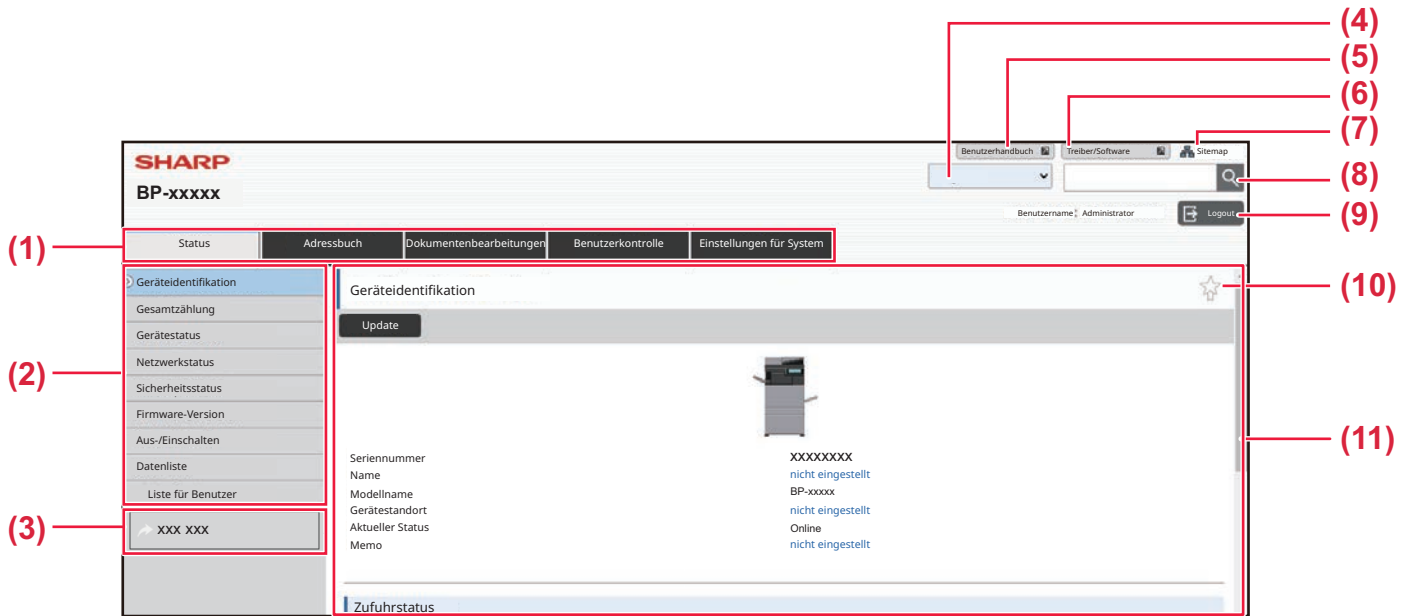 (4)
(5)
(6)
(7)
(8)
(9)
SHARP
BP-xxxxx
Benutzerhandbuch
Treiber/Software
Sitemap
Benutzername: Administrator
Logout
(1)
Status
Adressbuch
Dokumentenbearbeitungen
Benutzerkontrolle
Einstellungen für System
(2)
Geräteidentifikation
Gesamtzählung
Gerätestatus
Netzwerkstatus
Sicherheitsstatus
Firmware-Version
Aus-/Einschalten
Datenliste
Liste für Benutzer
(3)
XXX XXX
Geräteidentifikation
(10)
Update
(11)
Seriennummer XXXXXXXX
Name nicht eingestellt
Modellname BP-xxxxx
Gerätestandort nicht eingestellt
Aktueller Status Online
Memo nicht eingestellt
Zufuhrstatus